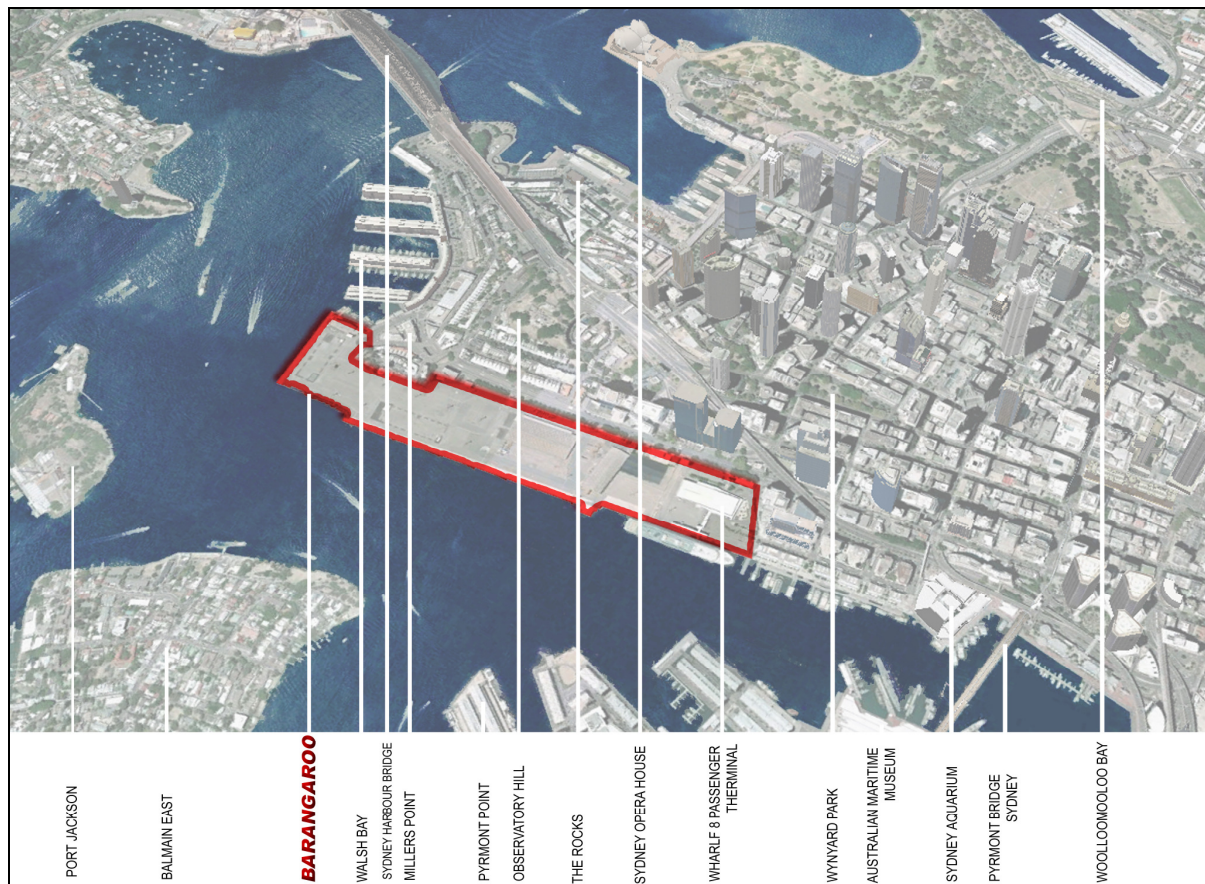 PORT JACKSON
BALMAIN EAST
BARANGAROO
WALSH BAY
SYDNEY HARBOUR BRIDGE
MILLERS POINT
PYRMONT POINT
OBSERVATORY HILL
THE ROCKS
SYDNEY OPERA HOUSE
WHARLF 8 PASSENGER
THERMINAL
WYNYARD PARK
AUSTRALIAN MARITIME
MUSEUM
SYDNEY AQUARIUM
PYRMONT BRIDGE
SYDNEY
WOOLLOOMOOLOO BAY